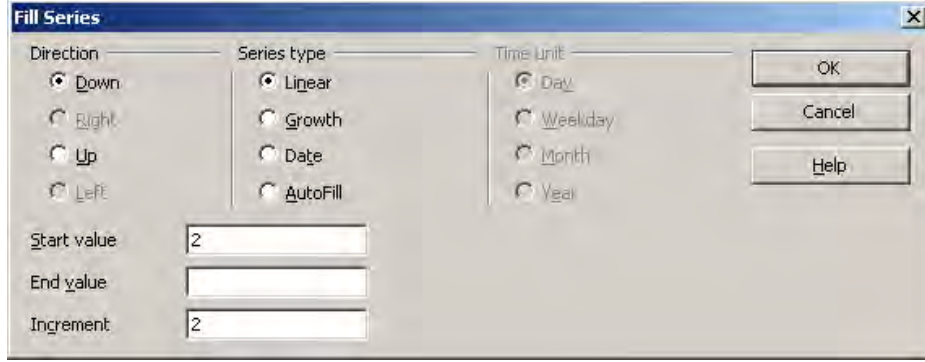 Fill Series
Direction Series type Time unit
Down Linear Day OK
Right Growth Weekday Cancel
Up Date Month Help
Left AutoFill Year
Start value 2
End value
Increment 2